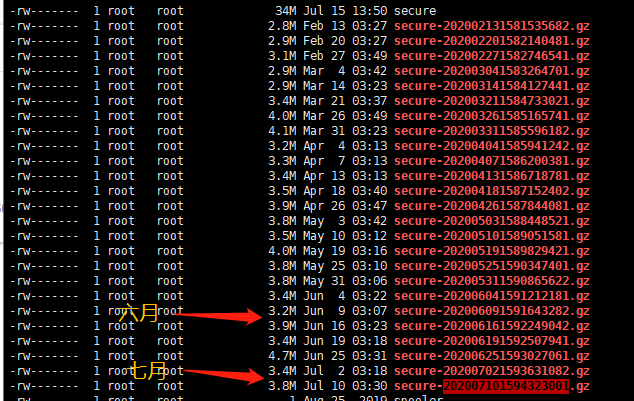 -rw------- 1 root root 34M Jul 15 13:50 secure
-rw------- 1 root root 2.8M Feb 13 03:27 secure-202002131581535682.gz
-rw------- 1 root root 2.9M Feb 20 03:27 secure-202002201582140481.gz
-rw------- 1 root root 3.1M Feb 27 03:49 secure-202002271582746541.gz
-rw------- 1 root root 2.9M Mar 4 03:42 secure-202003041583264701.gz
-rw------- 1 root root 2.9M Mar 14 03:23 secure-202003141584127441.gz
-rw------- 1 root root 3.4M Mar 21 03:37 secure-202003211584733021.gz
-rw------- 1 root root 4.0M Mar 26 03:49 secure-202003261585165741.gz
-rw------- 1 root root 4.1M Mar 31 03:23 secure-202003311585596182.gz
-rw------- 1 root root 3.2M Apr 4 03:13 secure-202004041585941242.gz
-rw------- 1 root root 3.3M Apr 7 03:13 secure-202004071586200381.gz
-rw------- 1 root root 3.4M Apr 13 03:13 secure-202004131586718781.gz
-rw------- 1 root root 3.5M Apr 18 03:40 secure-202004181587152402.gz
-rw------- 1 root root 3.9M Apr 26 03:47 secure-202004261587844081.gz
-rw------- 1 root root 3.8M May 3 03:42 secure-202005031588448521.gz
-rw------- 1 root root 3.5M May 10 03:12 secure-202005101589051581.gz
-rw------- 1 root root 4.0M May 19 03:16 secure-202005191589829421.gz
-rw------- 1 root root 3.8M May 25 03:10 secure-202005251590347401.gz
-rw------- 1 root root 3.8M May 31 03:06 secure-202005311590865622.gz
-rw------- 1 root root 3.4M Jun 4 03:22 secure-202006041591212181.gz
-rw------- 1 root 六月 root 3.2M Jun 9 03:07 secure-202006091591643282.gz
-rw------- 1 root root 3.9M Jun 16 03:23 secure-202006161592249042.gz
-rw------- 1 root root 3.4M Jun 19 03:18 secure-202006191592507941.gz
-rw------- 1 root root 4.7M Jun 25 03:31 secure-202006251593027061.gz
-rw------- 1 root 七月 root 3.4M Jul 2 03:18 secure-202007021593631082.gz
-rw------- 1 root root 3.8M Jul 10 03:30 secure-202007101594323001.gz
1 Aug 25 2019 spooler